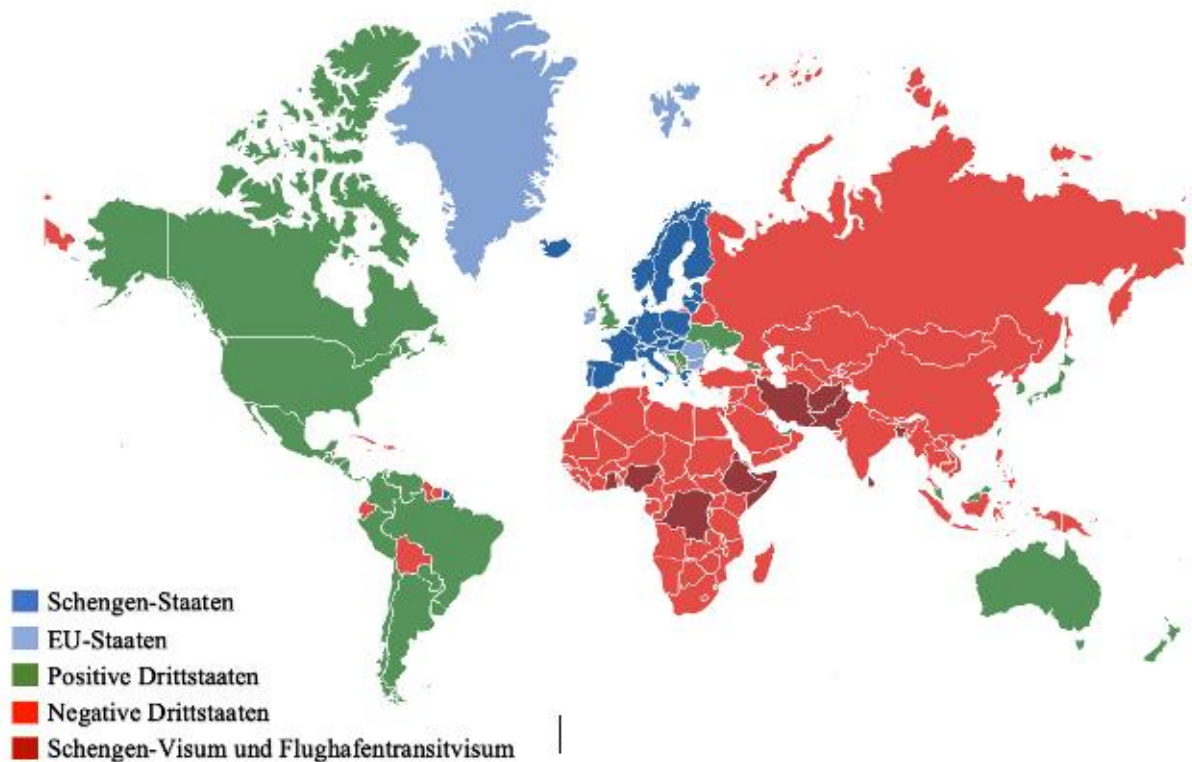 Schengen-Staaten
EU-Staaten
Positive Drittstaaten
Negative Drittstaaten
Schengen-Visum und Flughafentransitvisum